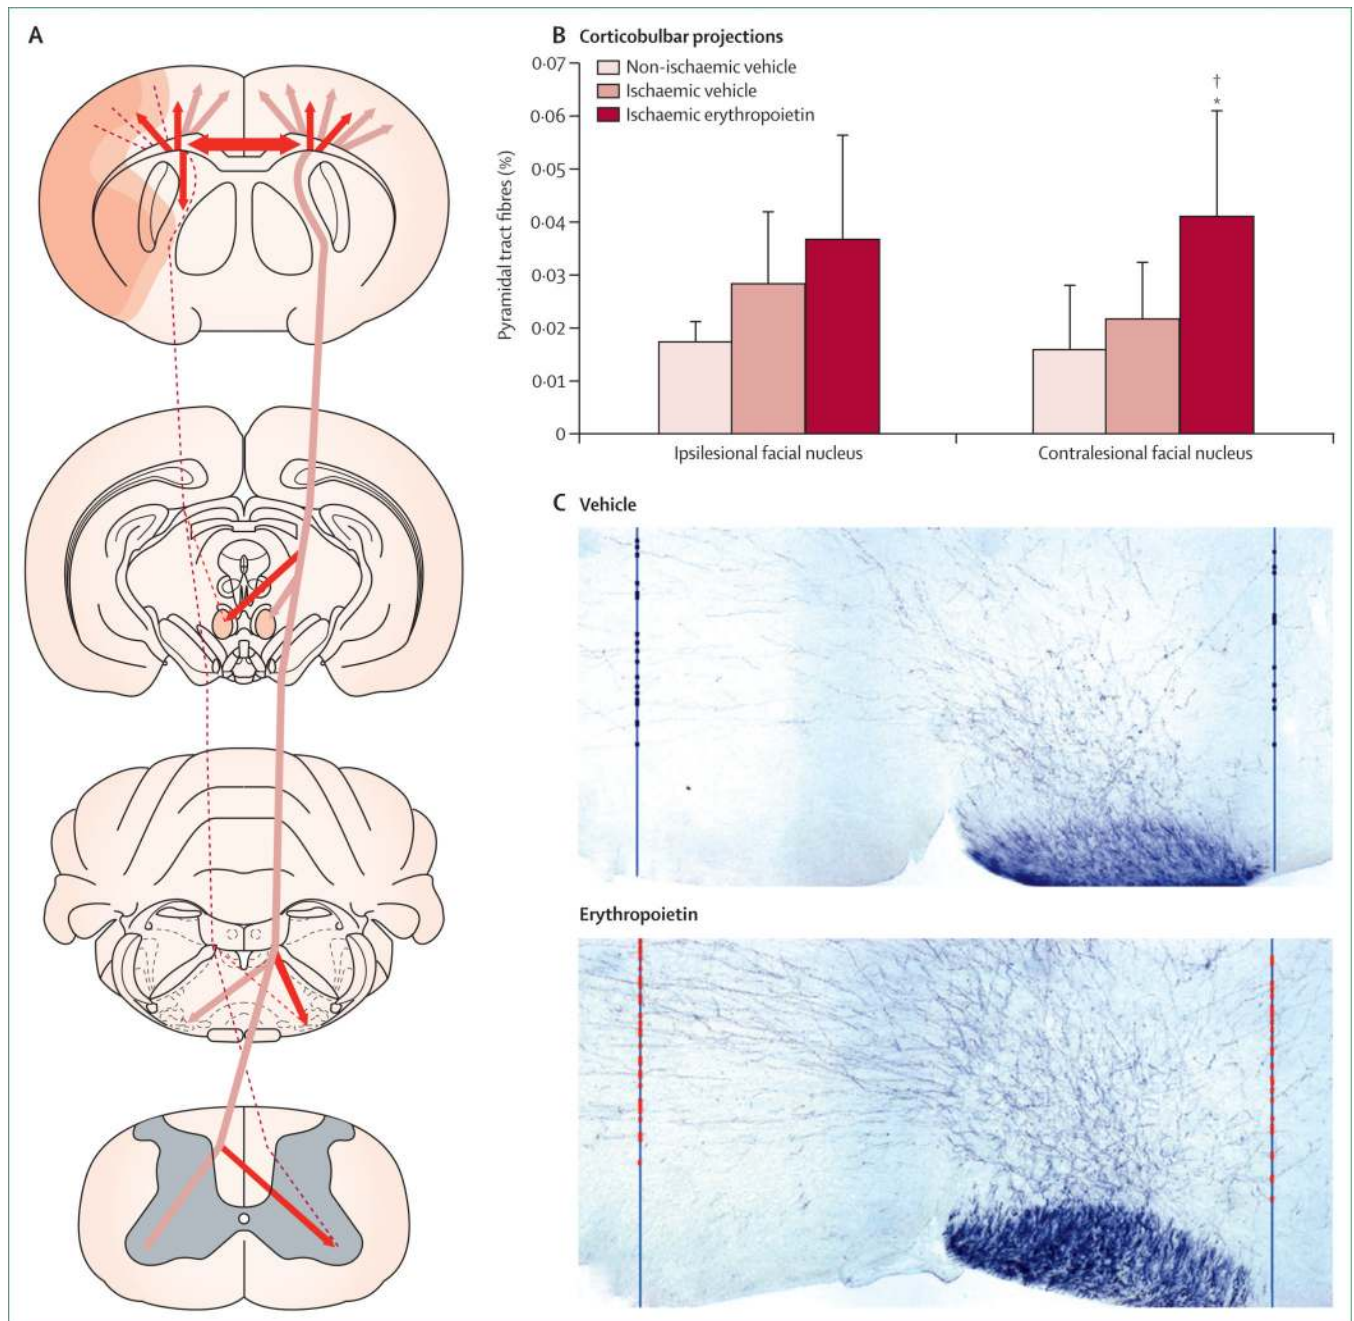 A
B Corticobulbar projections
Non-ischaemic vehicle
Ischaemic vehicle
Ischaemic erythropoietin
†
*
Pyramidal tract fibres (%)
0·07
0·06
0·05
0·04
0·03
0·02
0·01
0
Ipsilesional facial nucleus
Contralesional facial nucleus
C Vehicle
Erythropoietin